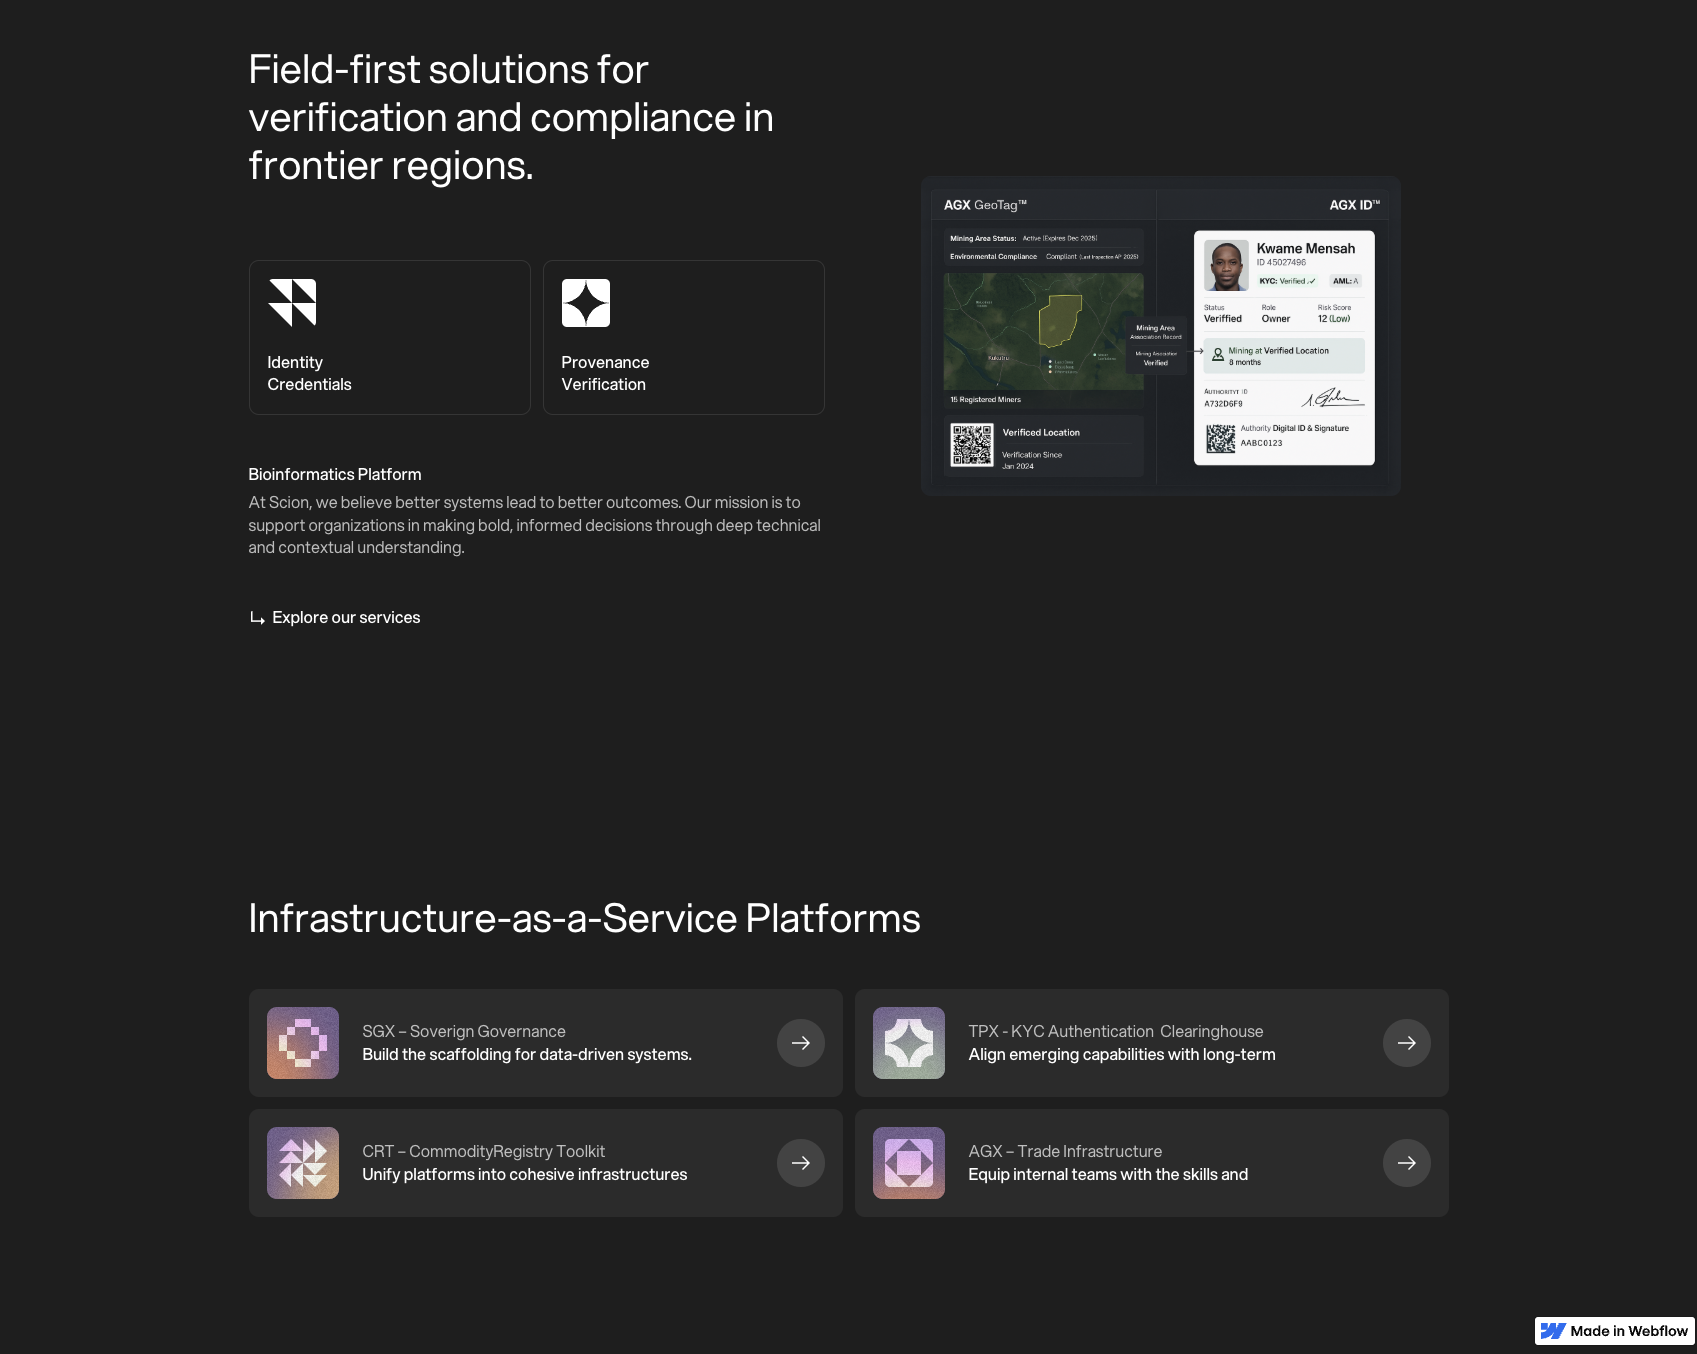 Field-first solutions for
verification and compliance in
frontier regions.
Identity
Credentials
Provenance
Verification
Bioinformatics Platform
At Scion, we believe better systems lead to better outcomes. Our mission is to
support organizations in making bold, informed decisions through deep technical
and contextual understanding.
Explore our services
AGX GeoTag™
AGX ID™
Mining Area Status: Active (Expires Dec 2025)
Environmental Compliance Compliant (Last Inspection AP 2025)
Kukutru
15 Registered Miners
Verificed Location
Verification Since
Jan 2024
Mining Area
Association Record
Mining Association
Verified
Kwame Mensah
ID 45027496
KYC: Verified ✓
AML: A
Status
Role
Risk Score
Veriffied
Owner
12 (Low)
Mining at Verified Location
8 months
AUTHORITYT ID
A732D6F9
Authority Digital ID & Signature
AABC0123
Infrastructure-as-a-Service Platforms
SGX – Soverign Governance
Build the scaffolding for data-driven systems.
TPX - KYC Authentication Clearinghouse
Align emerging capabilities with long-term
CRT – CommodityRegistry Toolkit
Unify platforms into cohesive infrastructures
AGX – Trade Infrastructure
Equip internal teams with the skills and
Made in Webflow